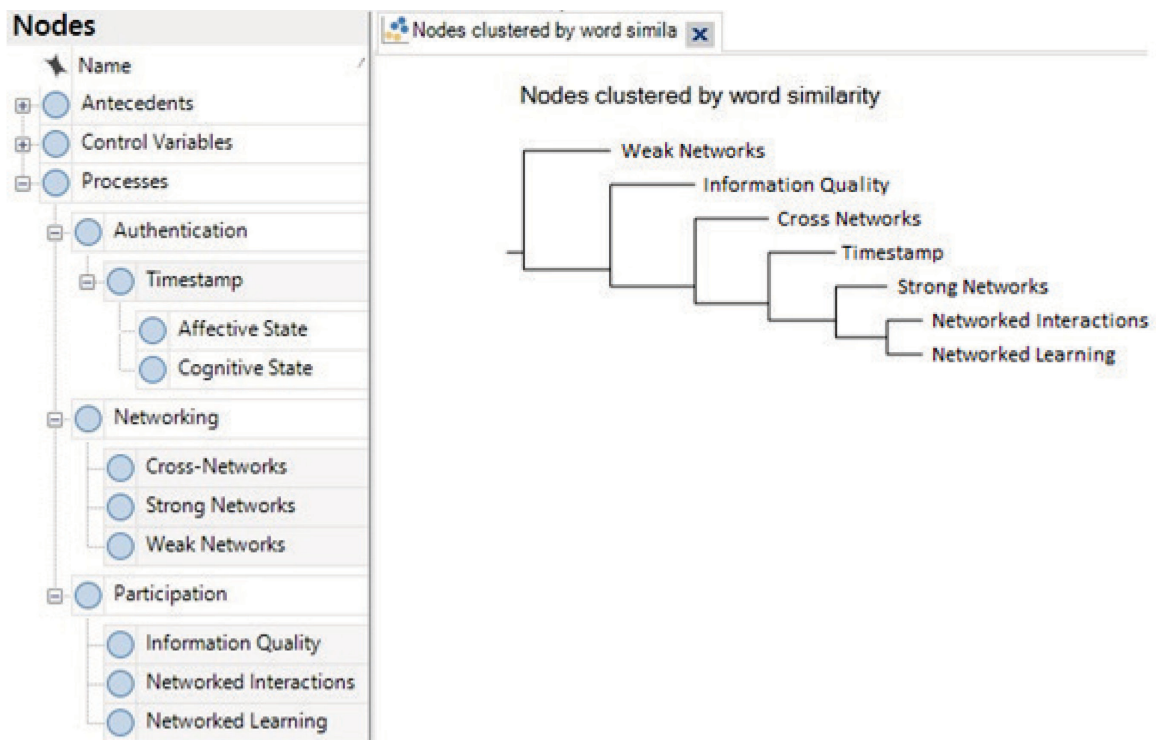 Nodes
Name
Antecedents
Control Variables
Processes
Authentication
Timestamp
Affective State
Cognitive State
Networking
Cross-Networks
Strong Networks
Weak Networks
Participation
Information Quality
Networked Interactions
Networked Learning
Nodes clustered by word simila
Nodes clustered by word similarity
Weak Networks
Information Quality
Cross Networks
Timestamp
Strong Networks
Networked Interactions
Networked Learning